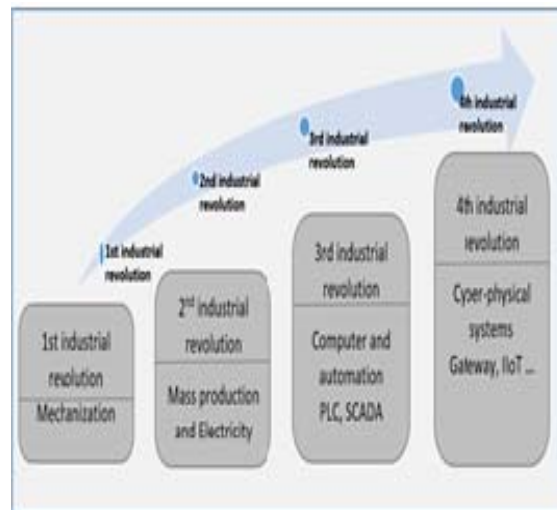 4th industrial
revolution
3rd industrial
revolution
2nd industrial
revolution
1st industrial
revolution
1st industrial
revolution
Mechanization
2nd industrial
revolution
Mass production
and Electricity
3rd industrial
revolution
Computer and
automation
PLC, SCADA
4th industrial
revolution
Cyper-physical
systems
Gateway, IIoT ...